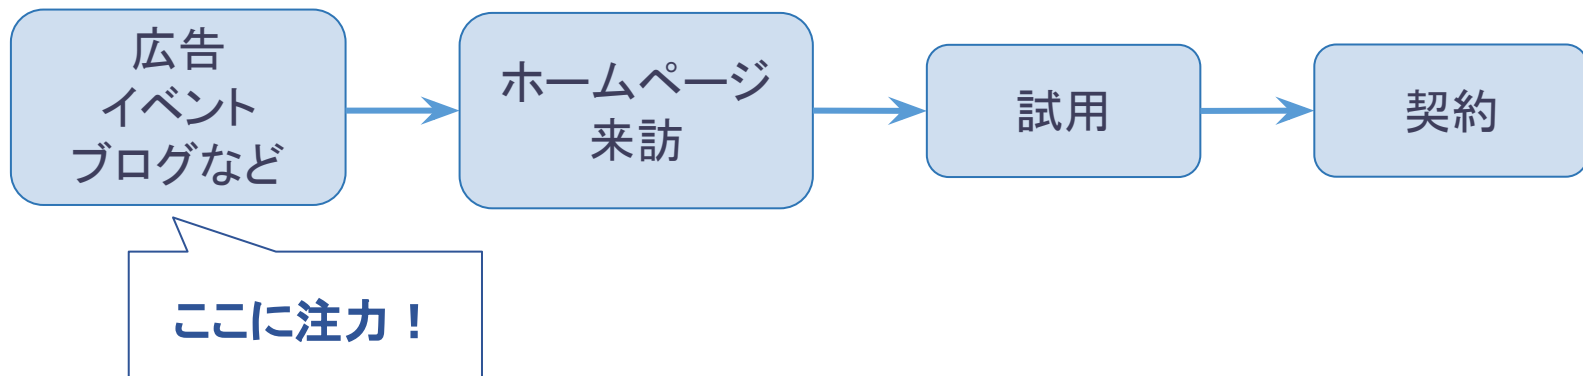 広告
イベント
ブログなど
ホームページ
来訪
試用
契約
ここに注力！